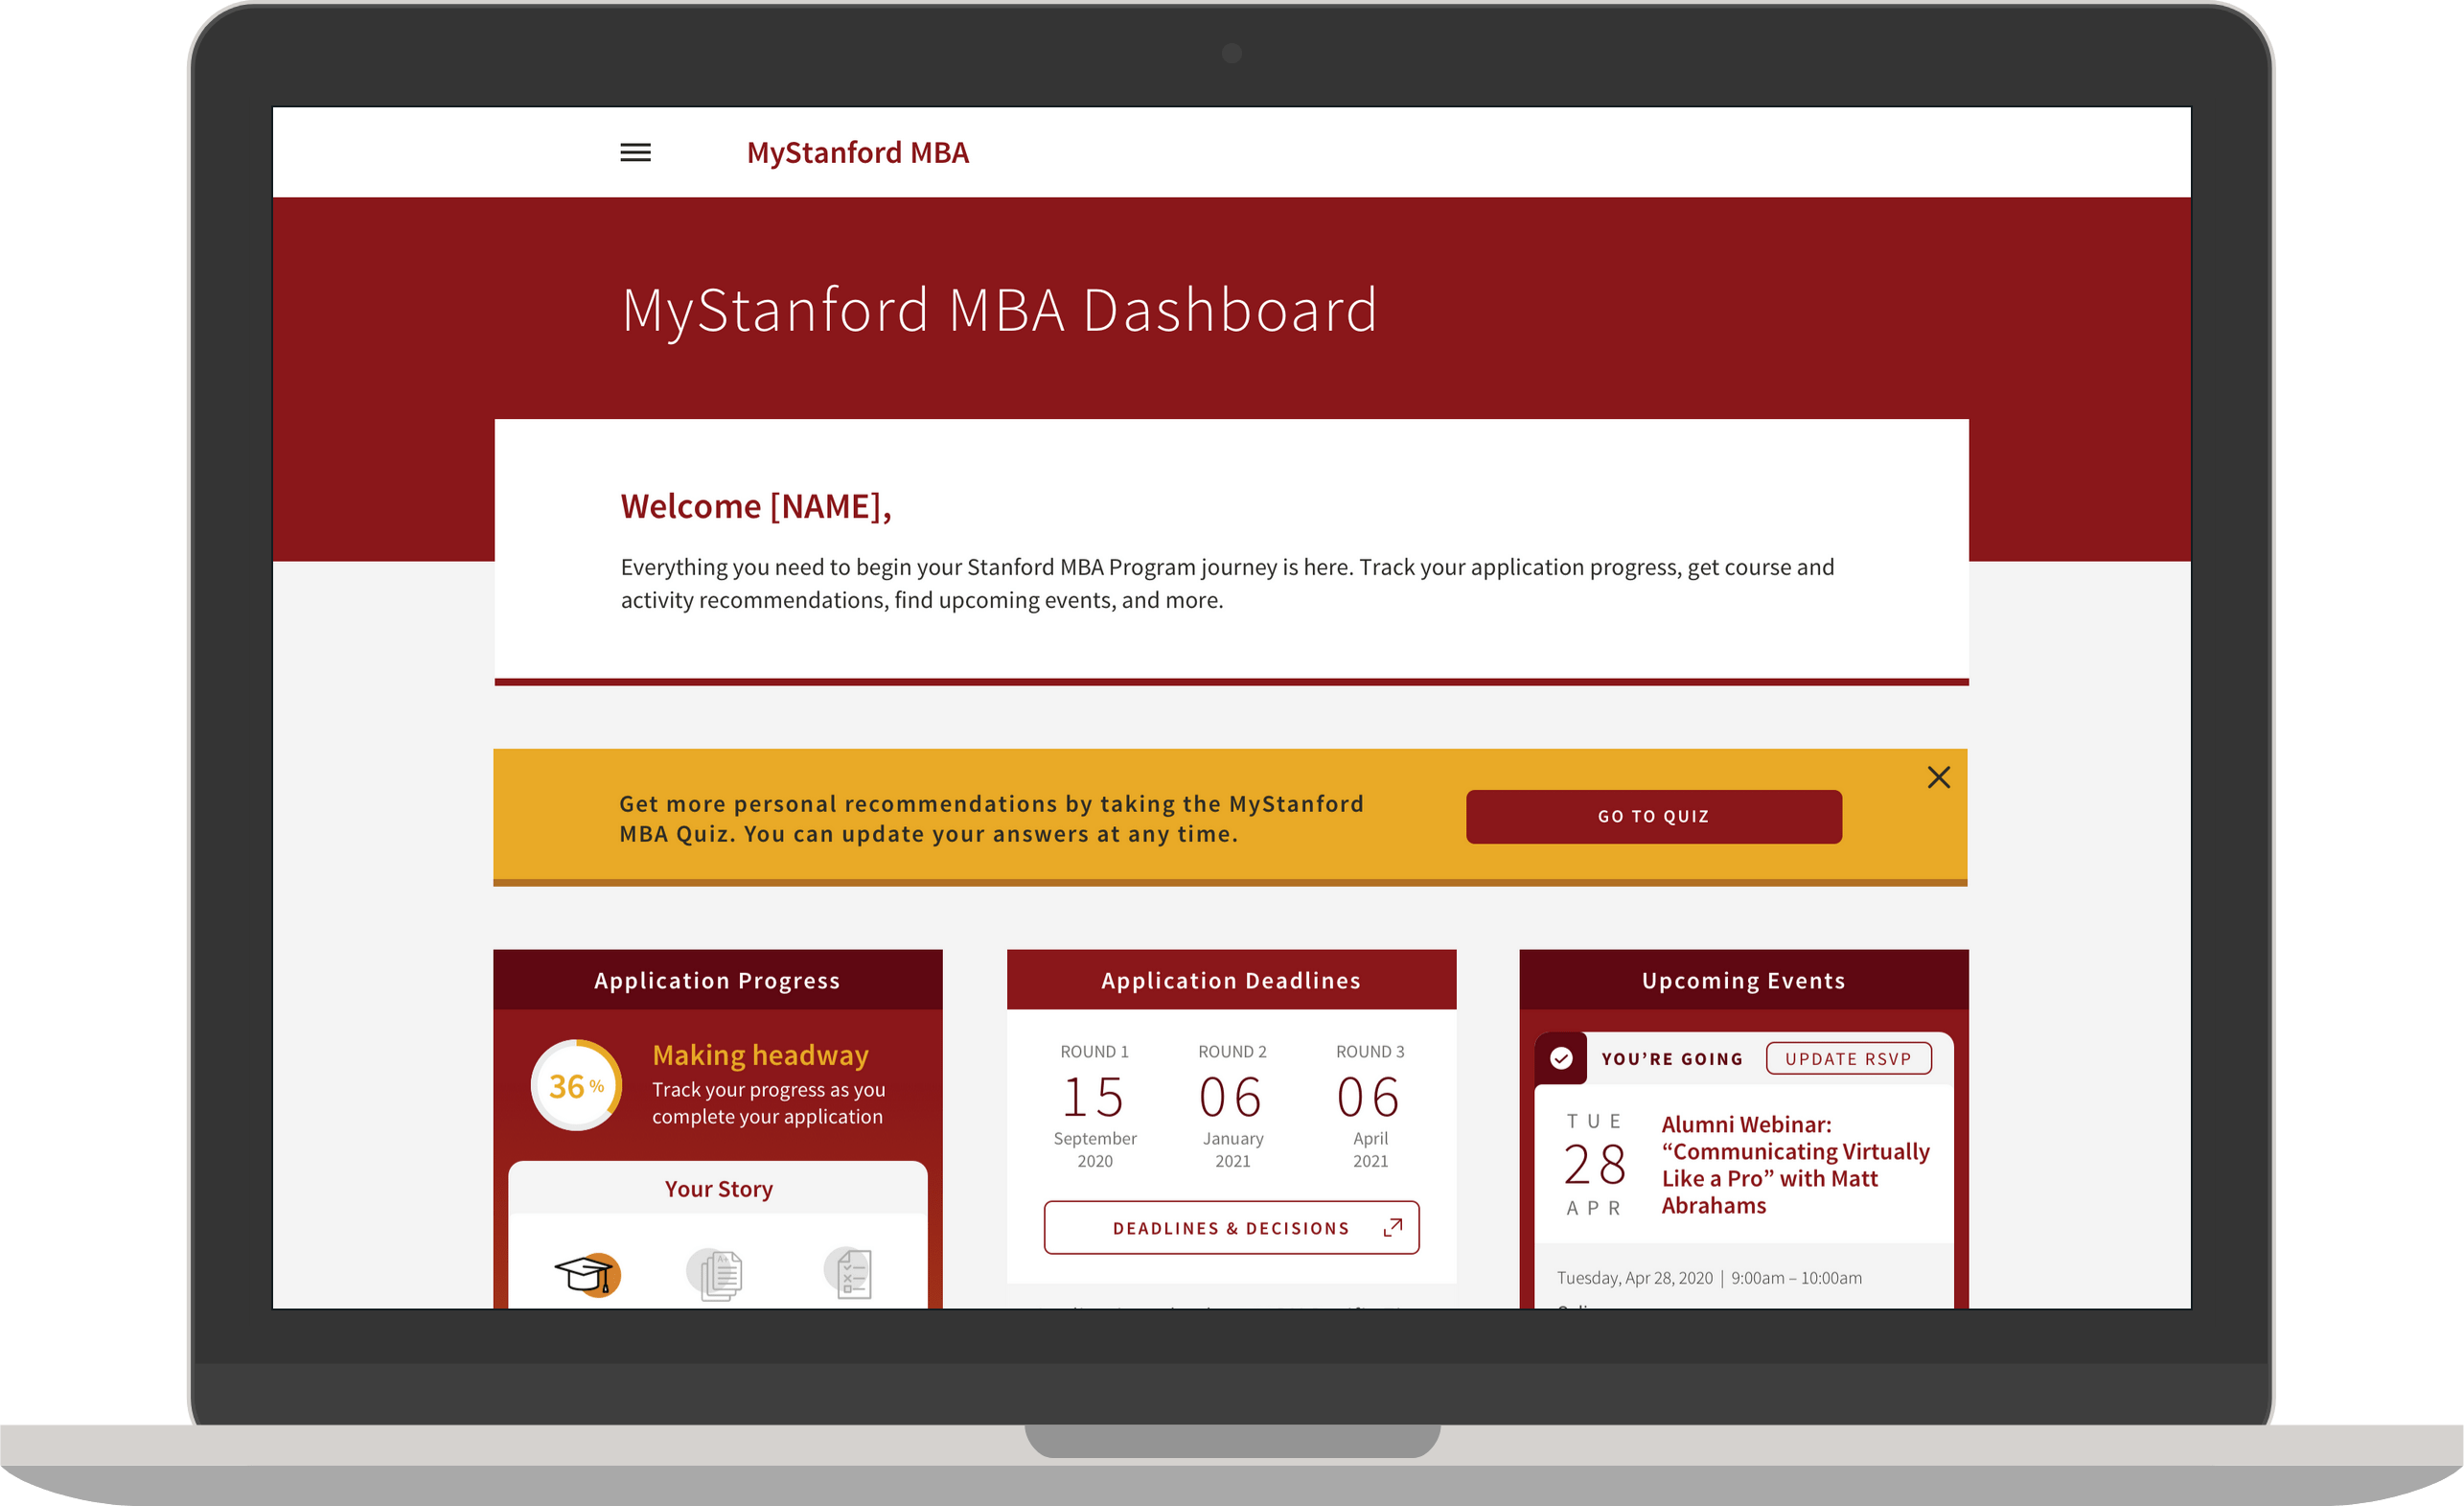 MyStanford MBA
MyStanford MBA Dashboard
Welcome [NAME],
Everything you need to begin your Stanford MBA Program journey is here. Track your application progress, get course and
activity recommendations, find upcoming events, and more.
Get more personal recommendations by taking the MyStanford
MBA Quiz. You can update your answers at any time.
GO TO QUIZ
Application Progress
36 %
Making headway
Track your progress as you
complete your application
Your Story
A+
Application Deadlines
ROUND 1
15
September
2020
ROUND 2
06
January
2021
ROUND 3
06
April
2021
DEADLINES & DECISIONS
Upcoming Events
YOU’RE GOING
UPDATE RSVP
TUE
28
APR
Alumni Webinar:
“Communicating Virtually
Like a Pro” with Matt
Abrahams
Tuesday, Apr 28, 2020 | 9:00am – 10:00am